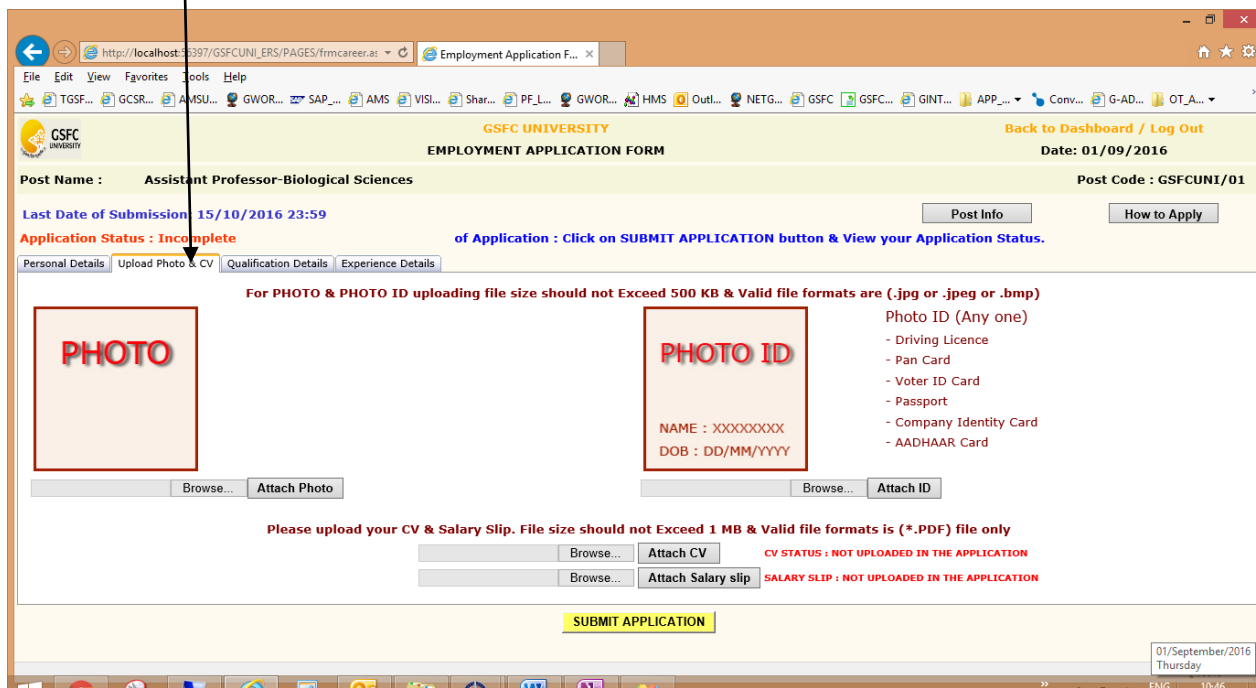 http://localhost:56397/GSFCUNI_ERS/PAGES/frmcareer.as
Employment Application F...
File Edit View Favorites Tools Help
TGSF... GCSR... AMSU... GWOR... SAP_... AMS VISI... Shar... PF_L... GWOR... HMS Outl... NETG... GSFC GSFC... GINT... APP_... Conv... G-AD... OT_A...
GSFC
UNIVERSITY
GSFC UNIVERSITY
Back to Dashboard / Log Out
EMPLOYMENT APPLICATION FORM
Date: 01/09/2016
Post Name : Assistant Professor-Biological Sciences
Post Code : GSFCUNI/01
Last Date of Submission: 15/10/2016 23:59
Post Info
How to Apply
Application Status : Incomplete
of Application : Click on SUBMIT APPLICATION button & View your Application Status.
Personal Details Upload Photo & CV Qualification Details Experience Details
For PHOTO & PHOTO ID uploading file size should not Exceed 500 KB & Valid file formats are (.jpg or .jpeg or .bmp)
PHOTO
PHOTO ID
NAME : XXXXXXXX
DOB : DD/MM/YYYY
Photo ID (Any one)
- Driving Licence
- Pan Card
- Voter ID Card
- Passport
- Company Identity Card
- AADHAAR Card
Browse... Attach Photo
Browse... Attach ID
Please upload your CV & Salary Slip. File size should not Exceed 1 MB & Valid file formats is (*.PDF) file only
Browse... Attach CV CV STATUS : NOT UPLOADED IN THE APPLICATION
Browse... Attach Salary slip SALARY SLIP : NOT UPLOADED IN THE APPLICATION
SUBMIT APPLICATION
01/September/2016
Thursday
ENG 10:46